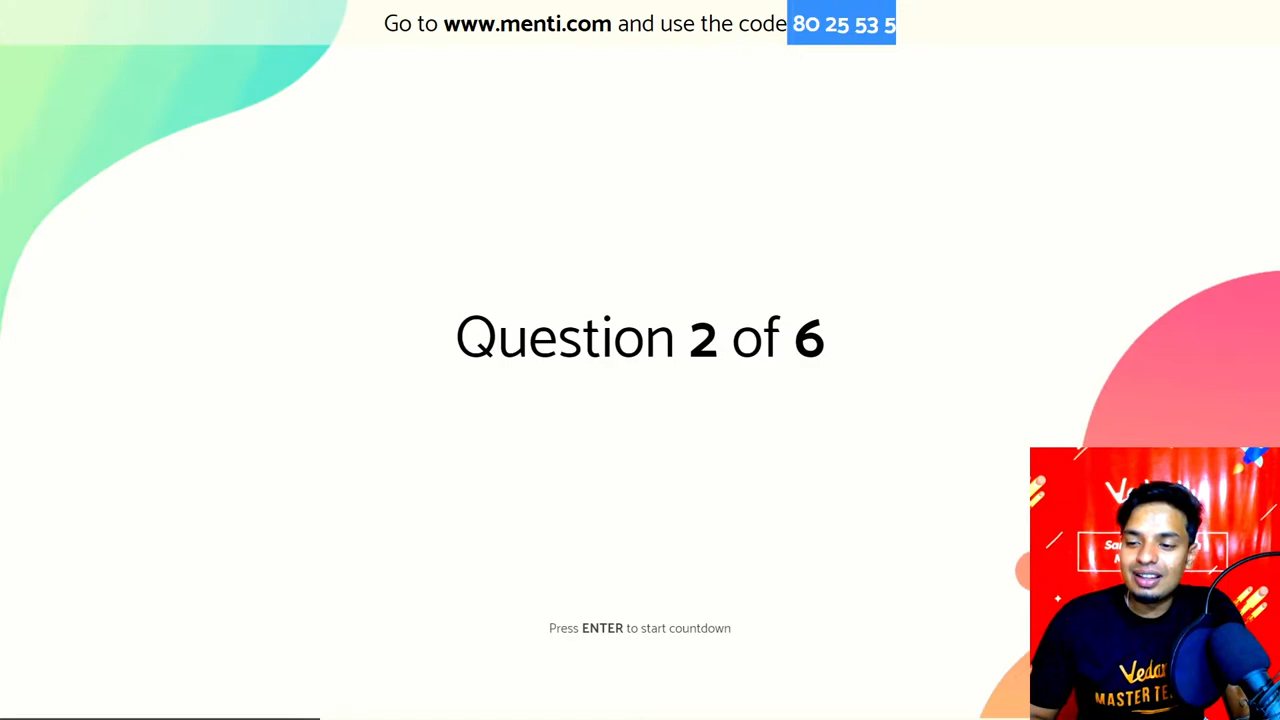 Go to www.menti.com and use the code 80 25 53 5
Question 2 of 6
Press ENTER to start countdown
MASTER TE